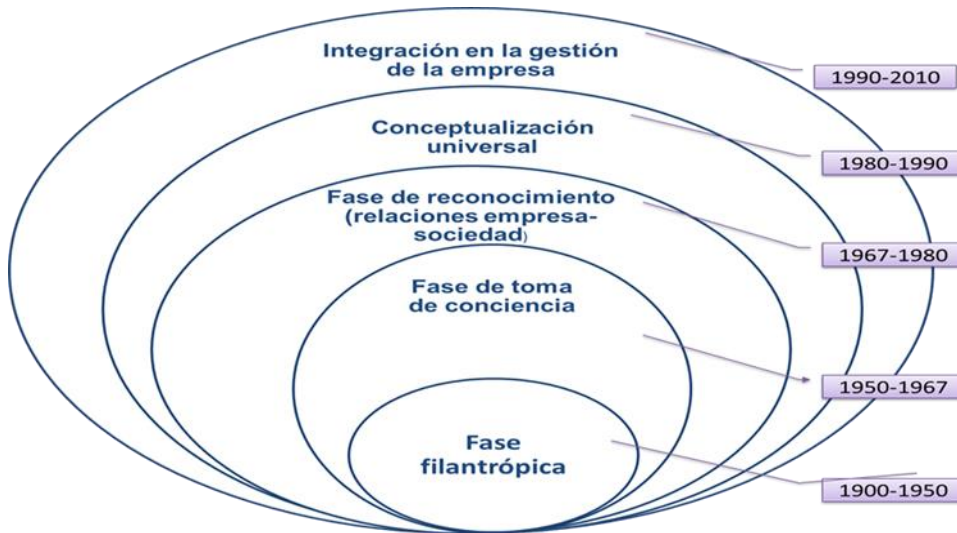 Integración en la gestión
de la empresa
1990-2010
Conceptualización
universal
1980-1990
Fase de reconocimiento
(relaciones empresa-
sociedad)
1967-1980
Fase de toma
de conciencia
1950-1967
Fase
filantrópica
1900-1950